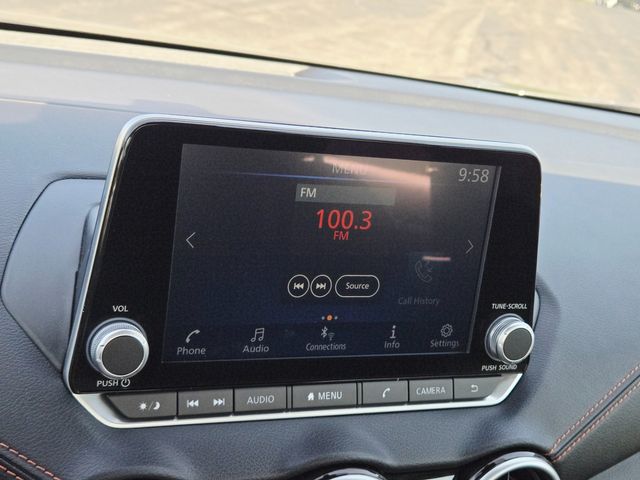 MENU
9:58
FM
100.3
FM
Source
Call History
VOL
PUSH
TUNE·SCROLL
PUSH SOUND
Phone
Audio
Connections
Info
Settings
AUDIO
MENU
CAMERA